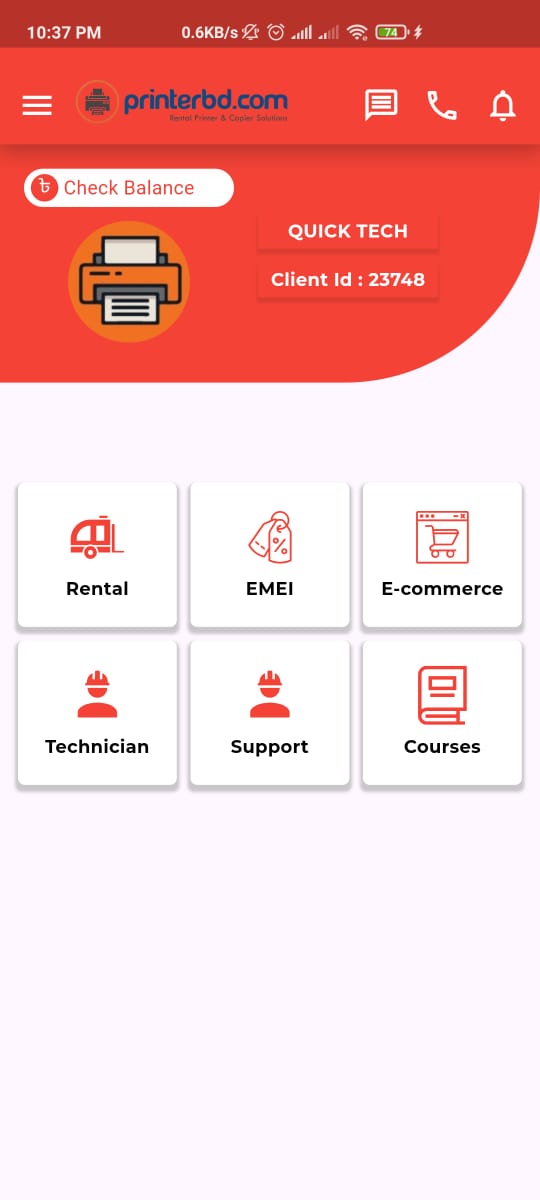 10:37 PM 0.6KB/s 74
printerbd.com
Rental Printer & Copier Solutions
৳ Check Balance
QUICK TECH
Client Id : 23748
Rental EMEI E-commerce
Technician Support Courses